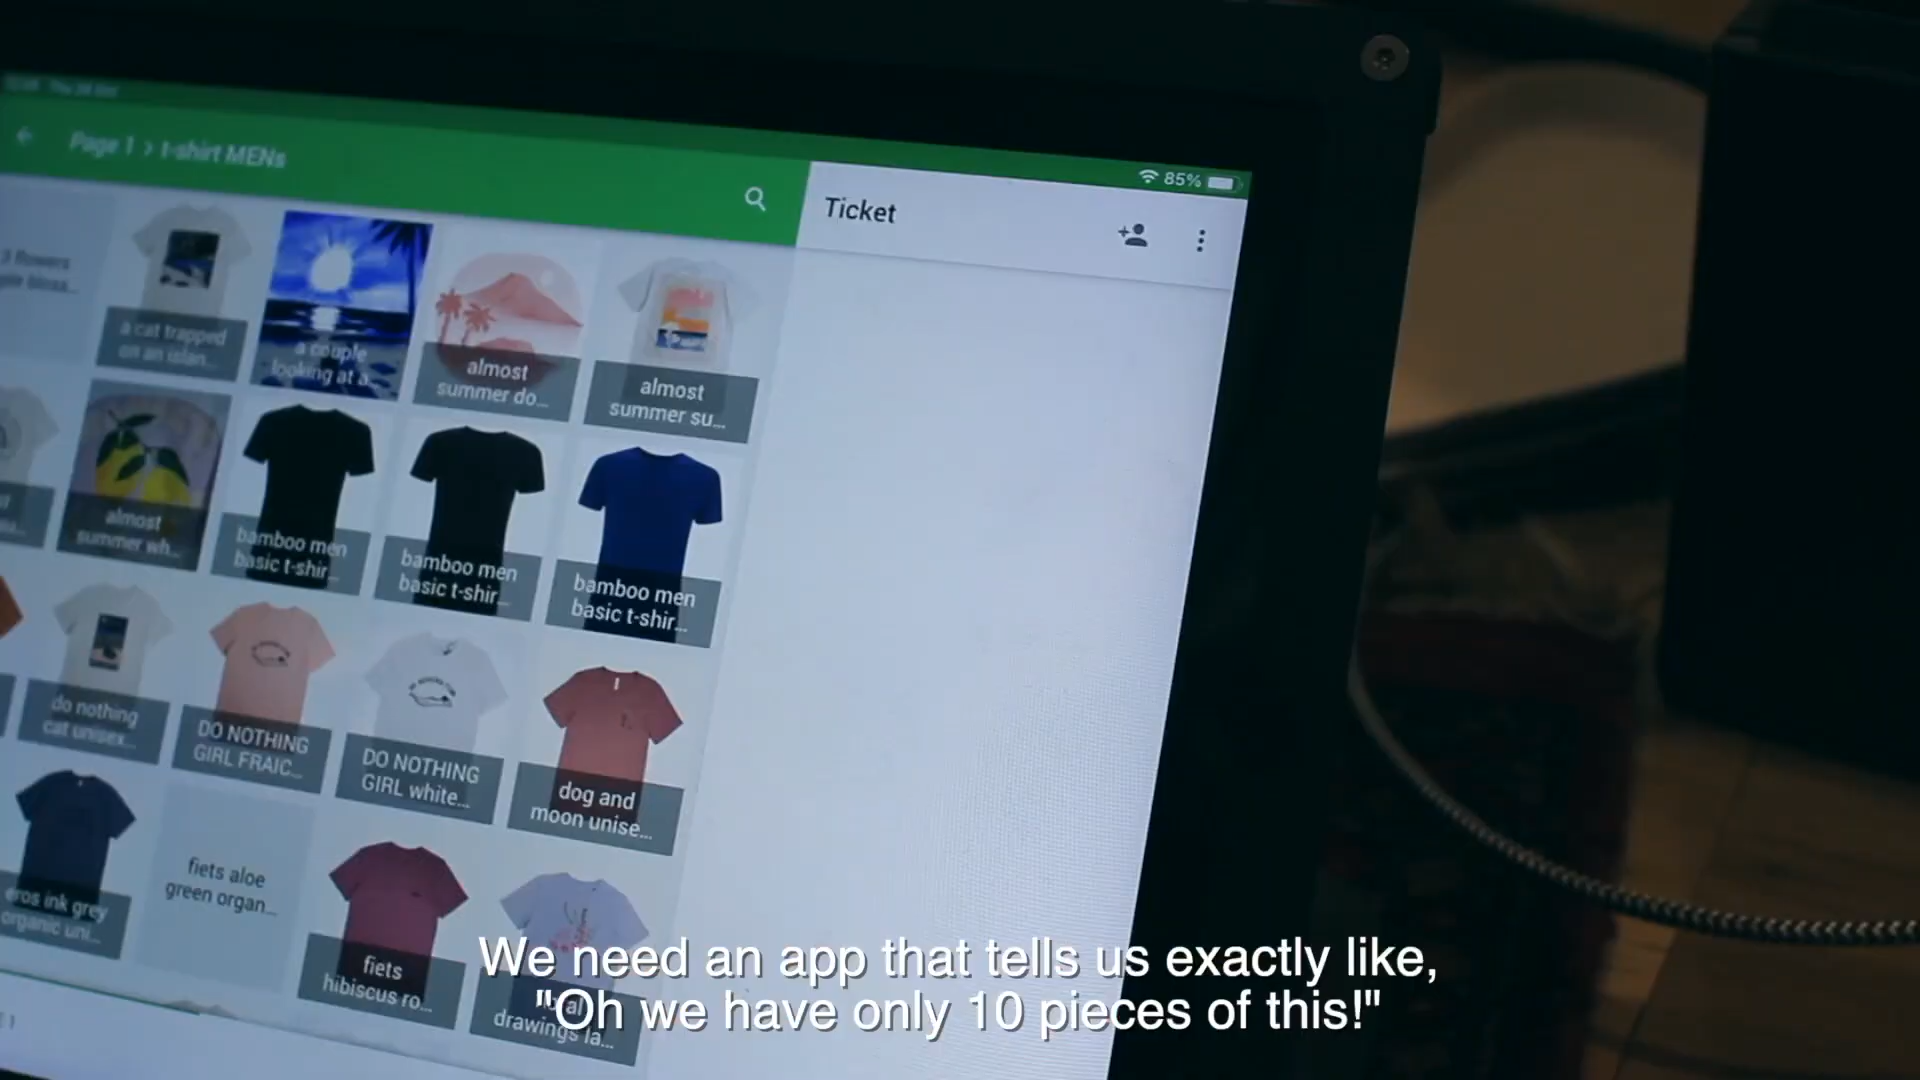 Page 1 > t-shirt MENs
85%
Ticket
3 flowers
a cat trapped
on an islan...
a couple
looking at a...
almost
summer do...
almost
summer su...
almost
summer wh...
bamboo men
basic t-shir...
bamboo men
basic t-shir...
bamboo men
basic t-shir...
do nothing
cat unisex...
DO NOTHING
GIRL FRAIC...
DO NOTHING
GIRL white...
dog and
moon unise...
eros ink grey
organic uni...
fiets aloe
green organ...
fiets
hibiscus ro...
drawings la...
We need an app that tells us exactly like,
"Oh we have only 10 pieces of this!"